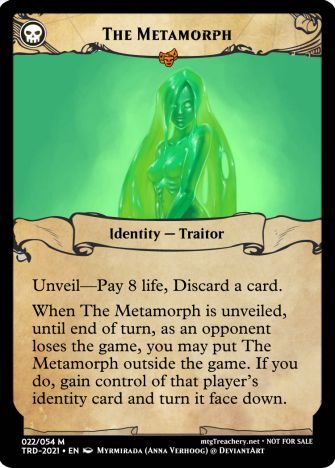 The Metamorph
Identity — Traitor
Unveil—Pay 8 life, Discard a card.
When The Metamorph is unveiled,
until end of turn, as an opponent
loses the game, you may put The
Metamorph outside the game. If you
do, gain control of that player's
identity card and turn it face down.
022/054 M
mtgTreachery.net • NOT FOR SALE
TRD•2021 • EN Myrmirada (Anna Verhoog) @ DeviantArt